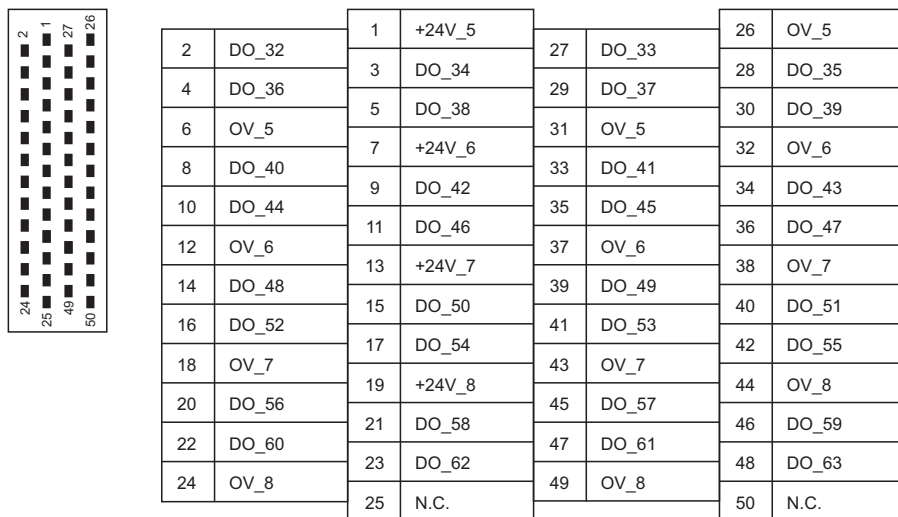 2 1 27 26
24 25 49 50
2 DO_32
4 DO_36
6 OV_5
8 DO_40
10 DO_44
12 OV_6
14 DO_48
16 DO_52
18 OV_7
20 DO_56
22 DO_60
24 OV_8
1 +24V_5
3 DO_34
5 DO_38
7 +24V_6
9 DO_42
11 DO_46
13 +24V_7
15 DO_50
17 DO_54
19 +24V_8
21 DO_58
23 DO_62
25 N.C.
27 DO_33
29 DO_37
31 OV_5
33 DO_41
35 DO_45
37 OV_6
39 DO_49
41 DO_53
43 OV_7
45 DO_57
47 DO_61
49 OV_8
26 OV_5
28 DO_35
30 DO_39
32 OV_6
34 DO_43
36 DO_47
38 OV_7
40 DO_51
42 DO_55
44 OV_8
46 DO_59
48 DO_63
50 N.C.